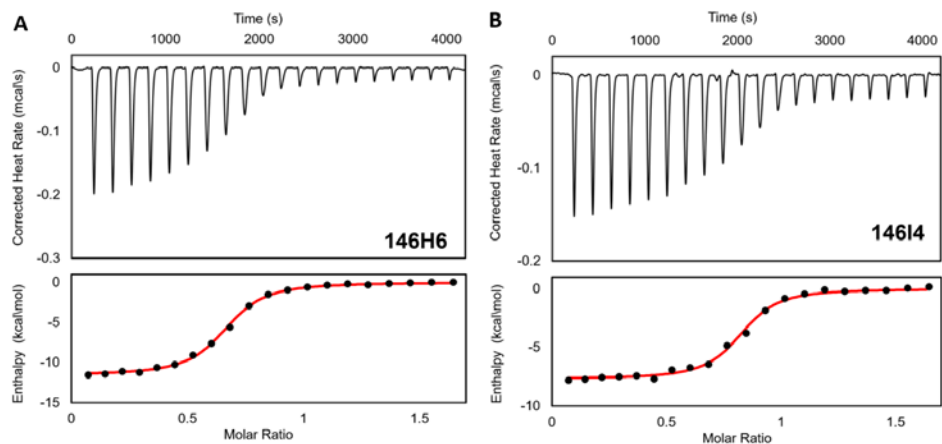 A
Time (s)
0 1000 2000 3000 4000
0
-0.1
-0.2
-0.3
Corrected Heat Rate (mcal\s)
146H6
0
-5
-10
-15
Enthalpy (kcal\mol)
0 0.5 1 1.5
Molar Ratio
B
Time (s)
0 1000 2000 3000 4000
0
-0.1
-0.2
Corrected Heat Rate (mcal\s)
146I4
0
-5
-10
Enthalpy (kcal\mol)
0 0.5 1 1.5
Molar Ratio